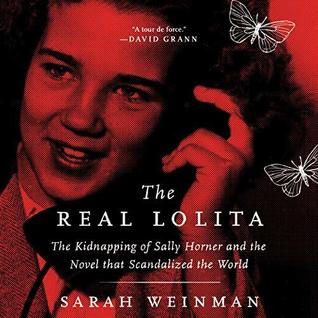 "A tour de force."
—DAVID GRANN
The
REAL LOLITA
The Kidnapping of Sally Horner and the
Novel that Scandalized the World
SARAH WEINMAN